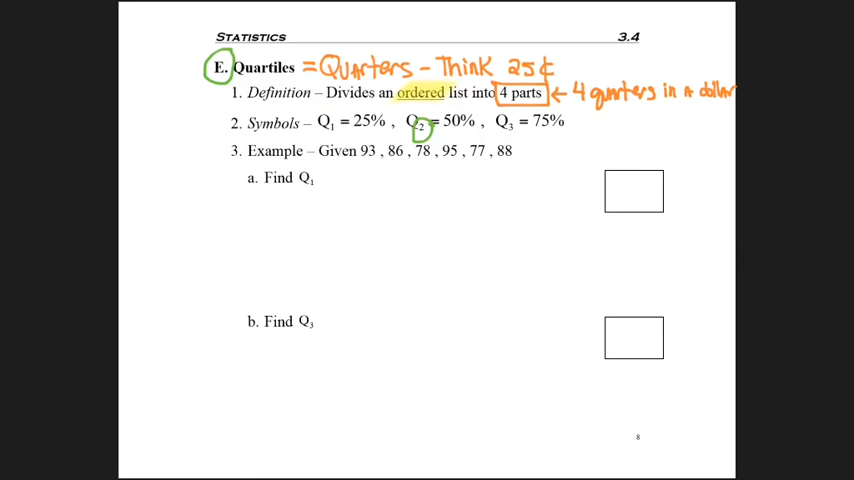 STATISTICS 3.4
E. Quartiles = Quarters - Think 25¢
1. Definition – Divides an ordered list into 4 parts ← 4 quarters in a dollar
2. Symbols – Q₁ = 25% , Q₂ = 50% , Q₃ = 75%
3. Example – Given 93 , 86 , 78 , 95 , 77 , 88
a. Find Q₁
b. Find Q₃
8